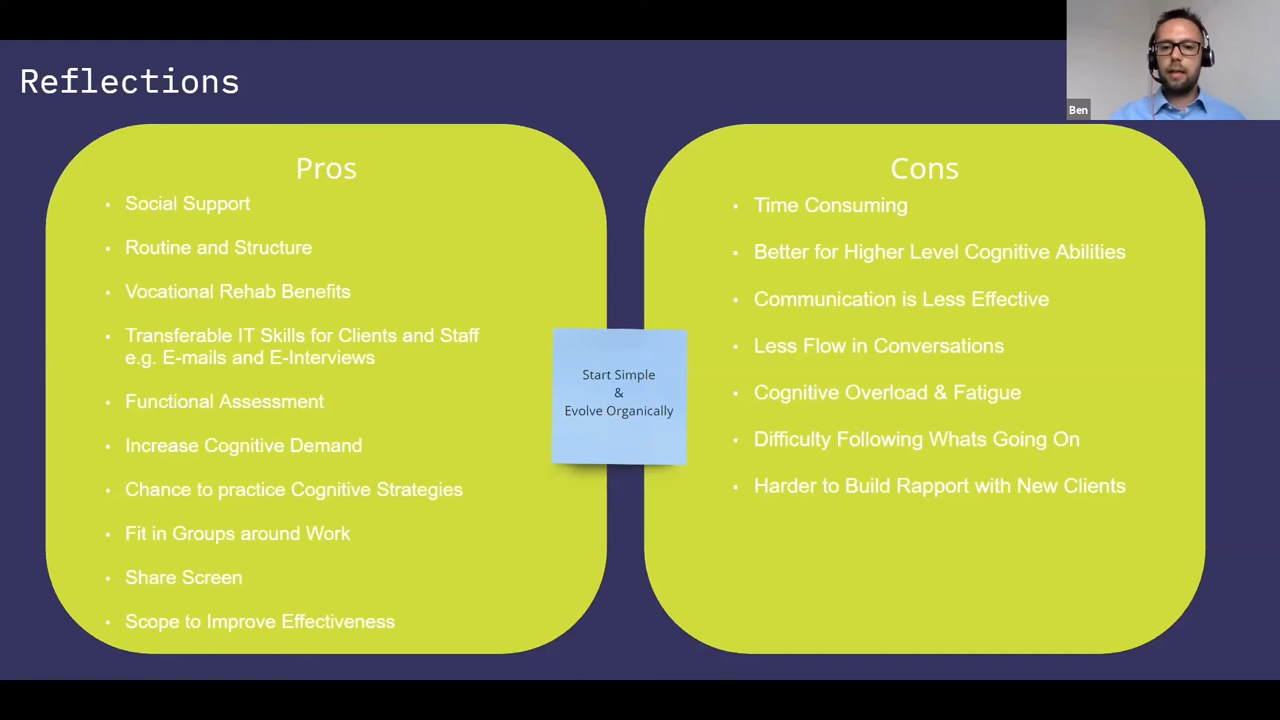 Reflections
Ben
Pros
Social Support
Routine and Structure
Vocational Rehab Benefits
Transferable IT Skills for Clients and Staff
e.g. E-mails and E-Interviews
Functional Assessment
Increase Cognitive Demand
Chance to practice Cognitive Strategies
Fit in Groups around Work
Share Screen
Scope to Improve Effectiveness
Start Simple
&
Evolve Organically
Cons
Time Consuming
Better for Higher Level Cognitive Abilities
Communication is Less Effective
Less Flow in Conversations
Cognitive Overload & Fatigue
Difficulty Following Whats Going On
Harder to Build Rapport with New Clients